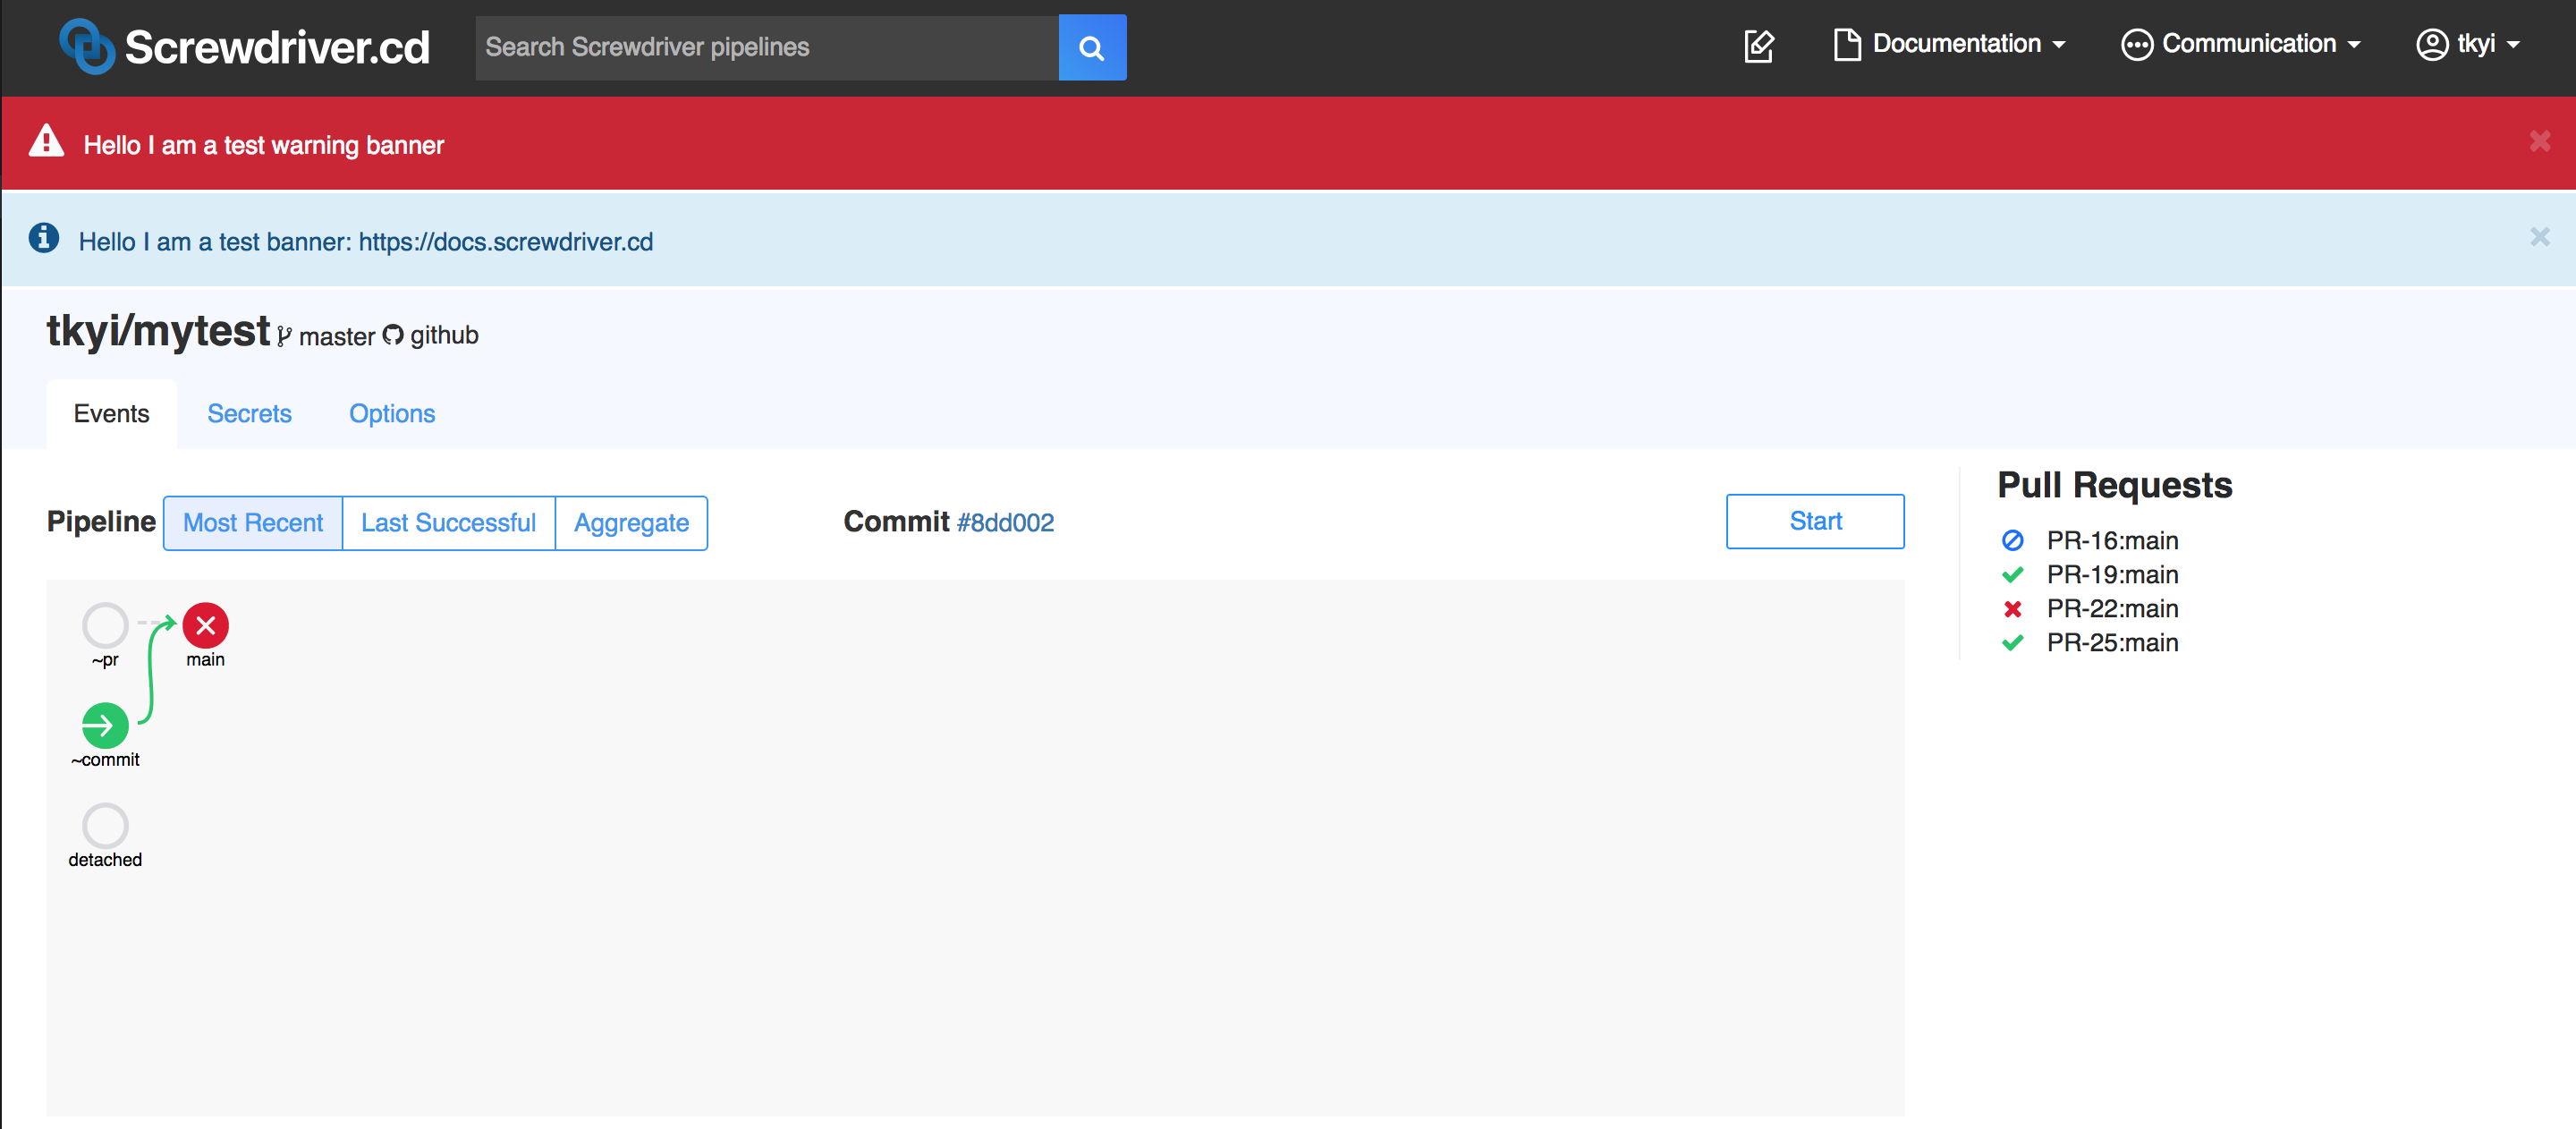 Screwdriver.cd
Search Screwdriver pipelines
Documentation
Communication
tkyi
Hello I am a test warning banner
Hello I am a test banner: https://docs.screwdriver.cd
tkyi/mytest master github
Events Secrets Options
Pipeline Most Recent Last Successful Aggregate
Commit #8dd002
Start
~pr
main
~commit
detached
Pull Requests
PR-16:main
PR-19:main
PR-22:main
PR-25:main